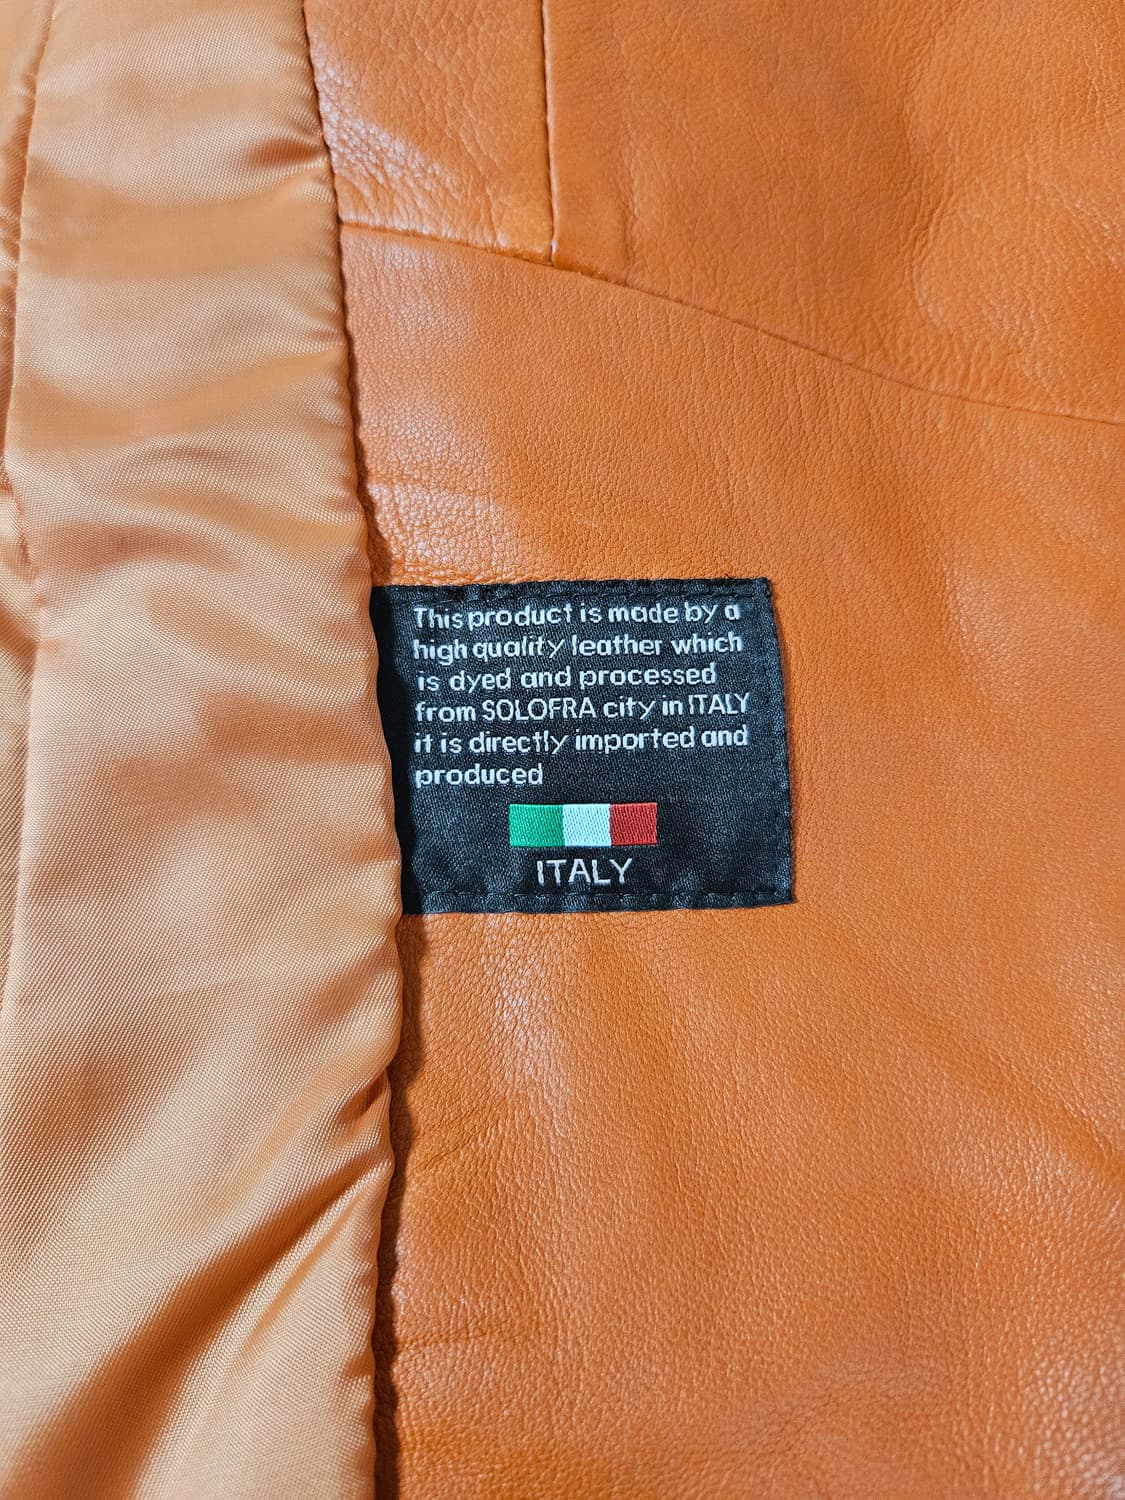 This product is made by a
high quality leather which
is dyed and processed
from SOLOFRA city in ITALY
it is directly imported and
produced
ITALY